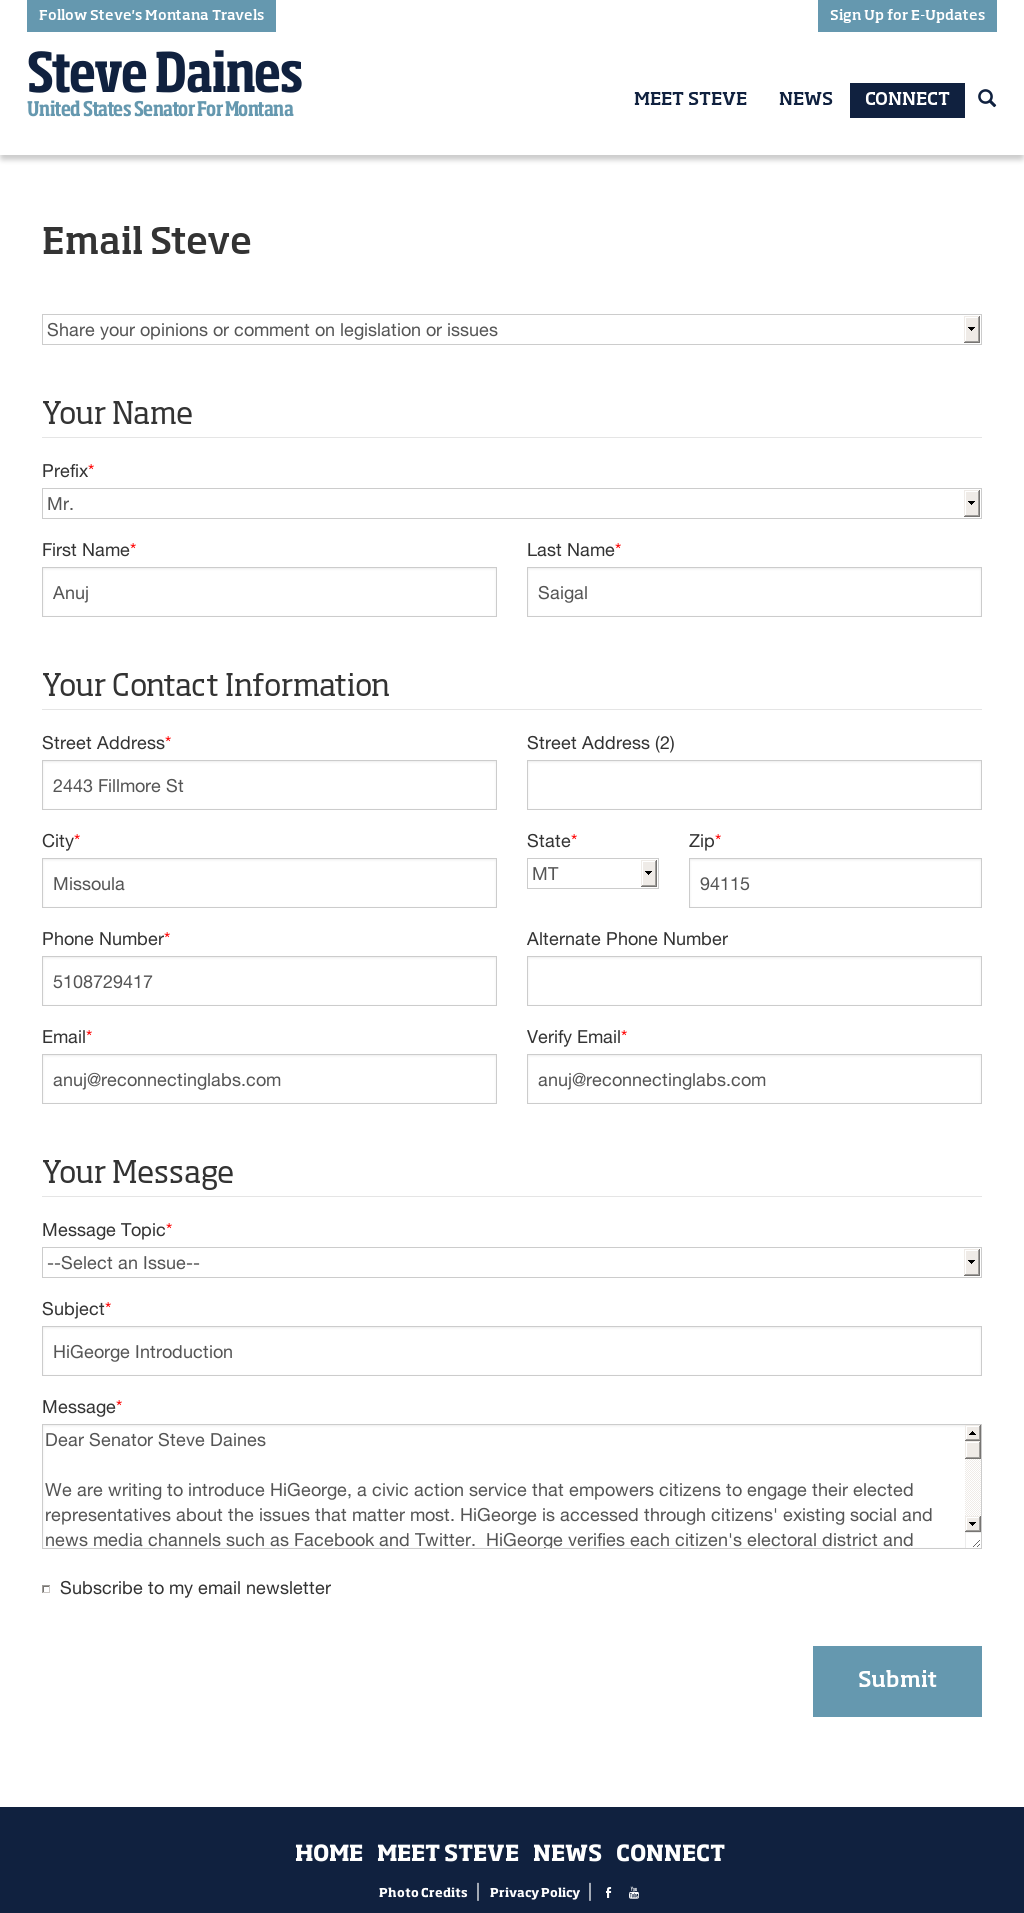 Follow Steve's Montana Travels
Sign Up for E-Updates
Steve Daines
United States Senator For Montana
MEET STEVE NEWS CONNECT
Email Steve
Share your opinions or comment on legislation or issues
Your Name
Prefix*
Mr.
First Name* Last Name*
Anuj Saigal
Your Contact Information
Street Address* Street Address (2)
2443 Fillmore St
City* State* Zip*
Missoula MT 94115
Phone Number* Alternate Phone Number
5108729417
Email* Verify Email*
anuj@reconnectinglabs.com anuj@reconnectinglabs.com
Your Message
Message Topic*
--Select an Issue--
Subject*
HiGeorge Introduction
Message*
Dear Senator Steve Daines
We are writing to introduce HiGeorge, a civic action service that empowers citizens to engage their elected
representatives about the issues that matter most. HiGeorge is accessed through citizens' existing social and
news media channels such as Facebook and Twitter.  HiGeorge verifies each citizen's electoral district and
Subscribe to my email newsletter
Submit
HOME MEET STEVE NEWS CONNECT
Photo Credits Privacy Policy